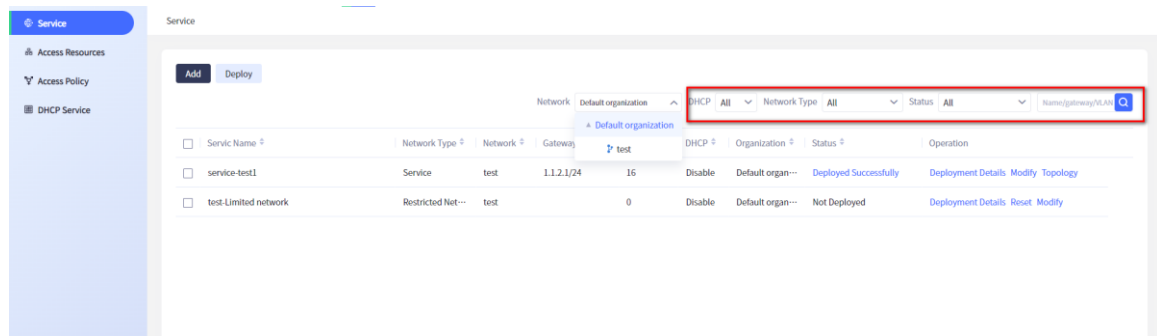 Service
Service
Access Resources
Access Policy
DHCP Service
Add Deploy
Network Default organization DHCP All Network Type All Status All Name/gateway/VLAN
Default organization
test
Servic Name Network Type Network Gateway DHCP Organization Status Operation
service-test1 Service test 1.1.2.1/24 16 Disable Default organ··· Deployed Successfully Deployment Details Modify Topology
test-Limited network Restricted Net··· test 0 Disable Default organ··· Not Deployed Deployment Details Reset Modify